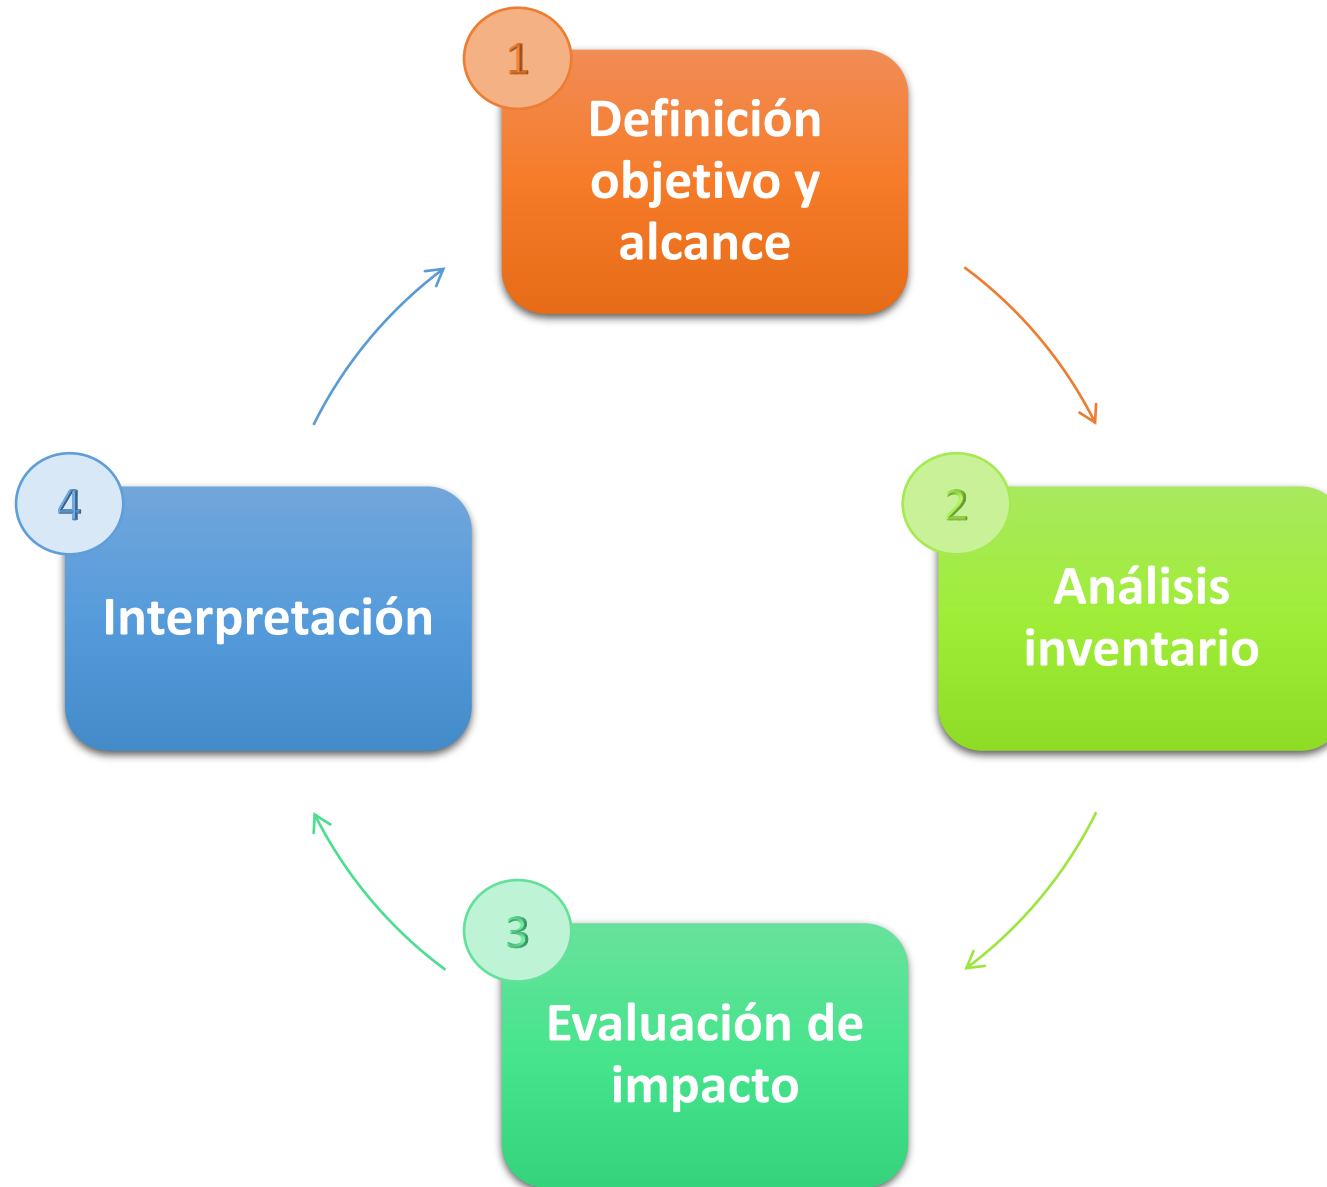 1
Definición
objetivo y
alcance
2
Análisis
inventario
3
Evaluación de
impacto
4
Interpretación